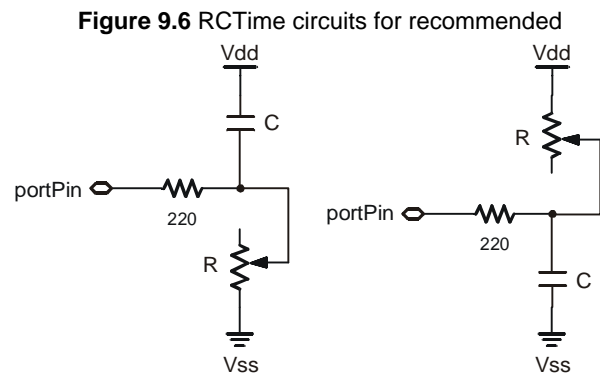 Figure 9.6 RCTime circuits for recommended
Vdd
C
portPin
220
R
Vss
Vdd
R
portPin
220
C
Vss